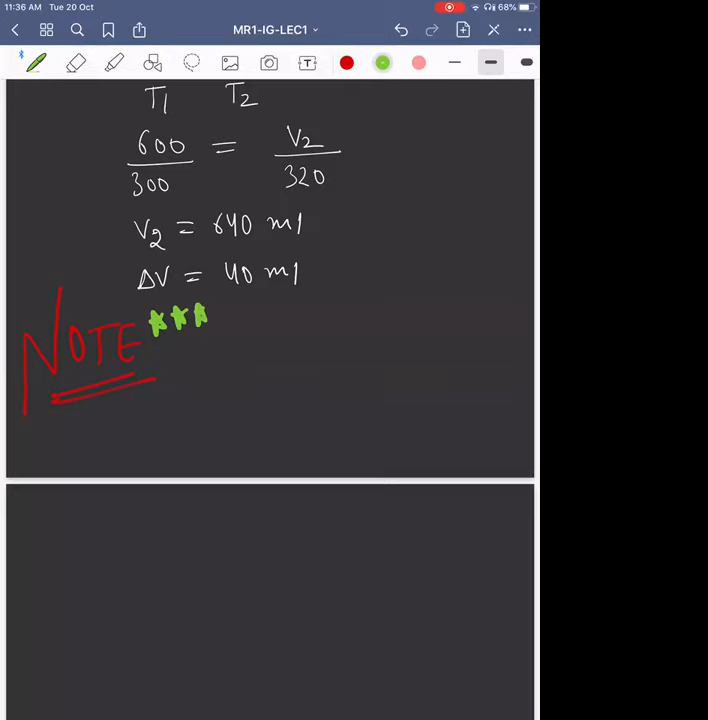 11:36 AM Tue 20 Oct 68%
MR1-IG-LEC1
T
T1 T2
600 = V2
300 320
V2 = 640 ml
ΔV = 40 ml
NOTE